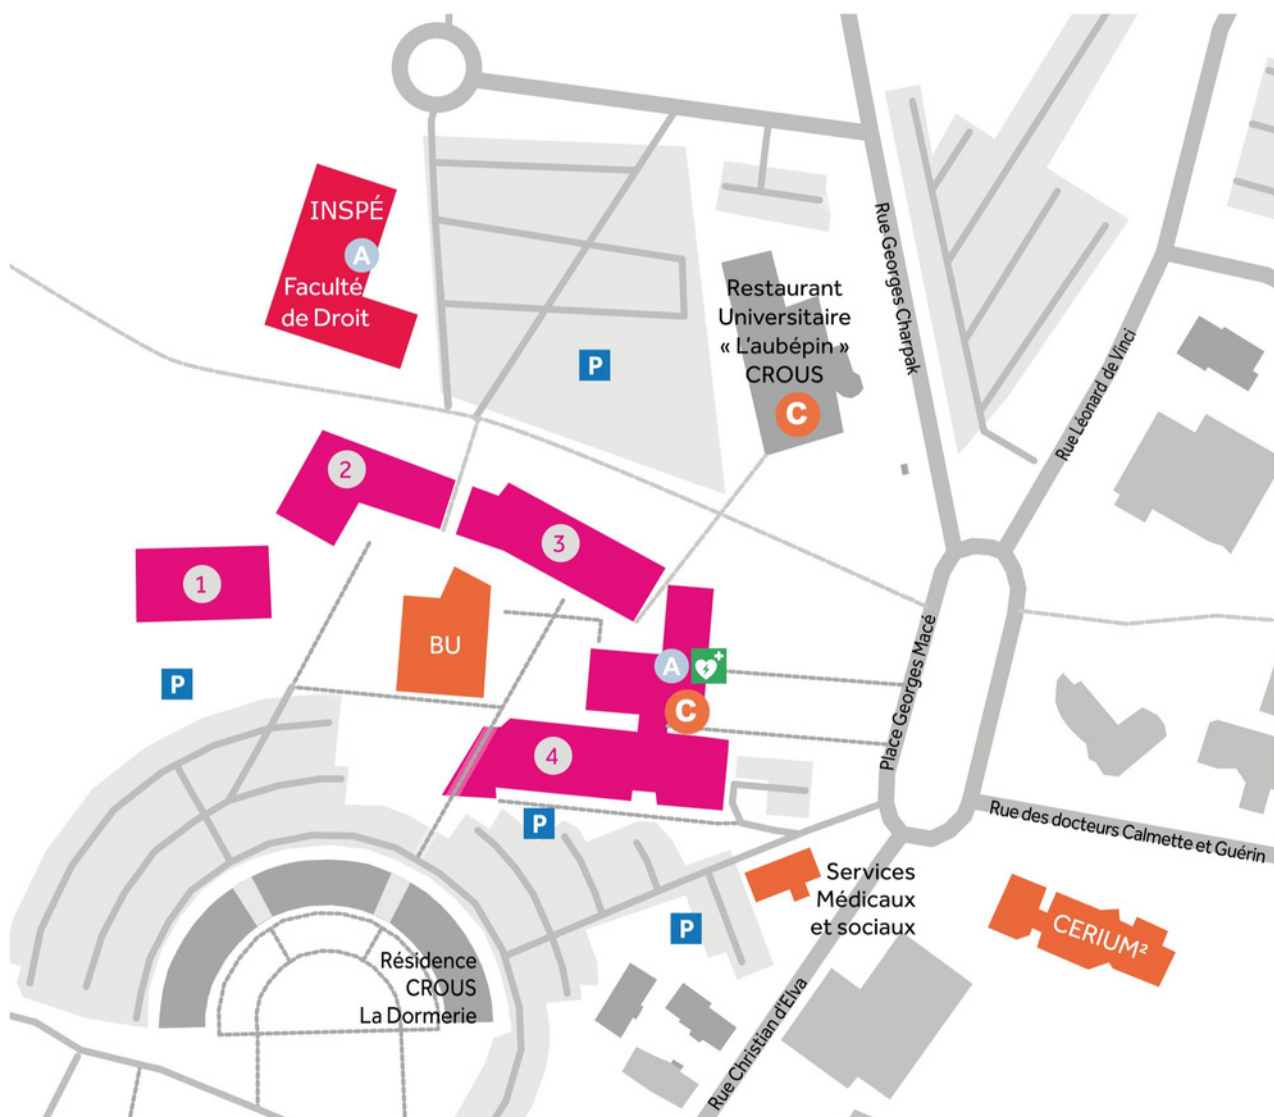 INSPÉ
A
Faculté
de Droit
Restaurant
Universitaire
« L'aubépin »
CROUS
C
P
Rue Georges Charpak
Rue Léonard de Vinci
2
3
1
BU
P
A
C
4
P
Place Georges Macé
Rue des docteurs Calmette et Guérin
Services
Médicaux
et sociaux
P
CERIUM²
Résidence
CROUS
La Dormerie
Rue Christian d'Elva